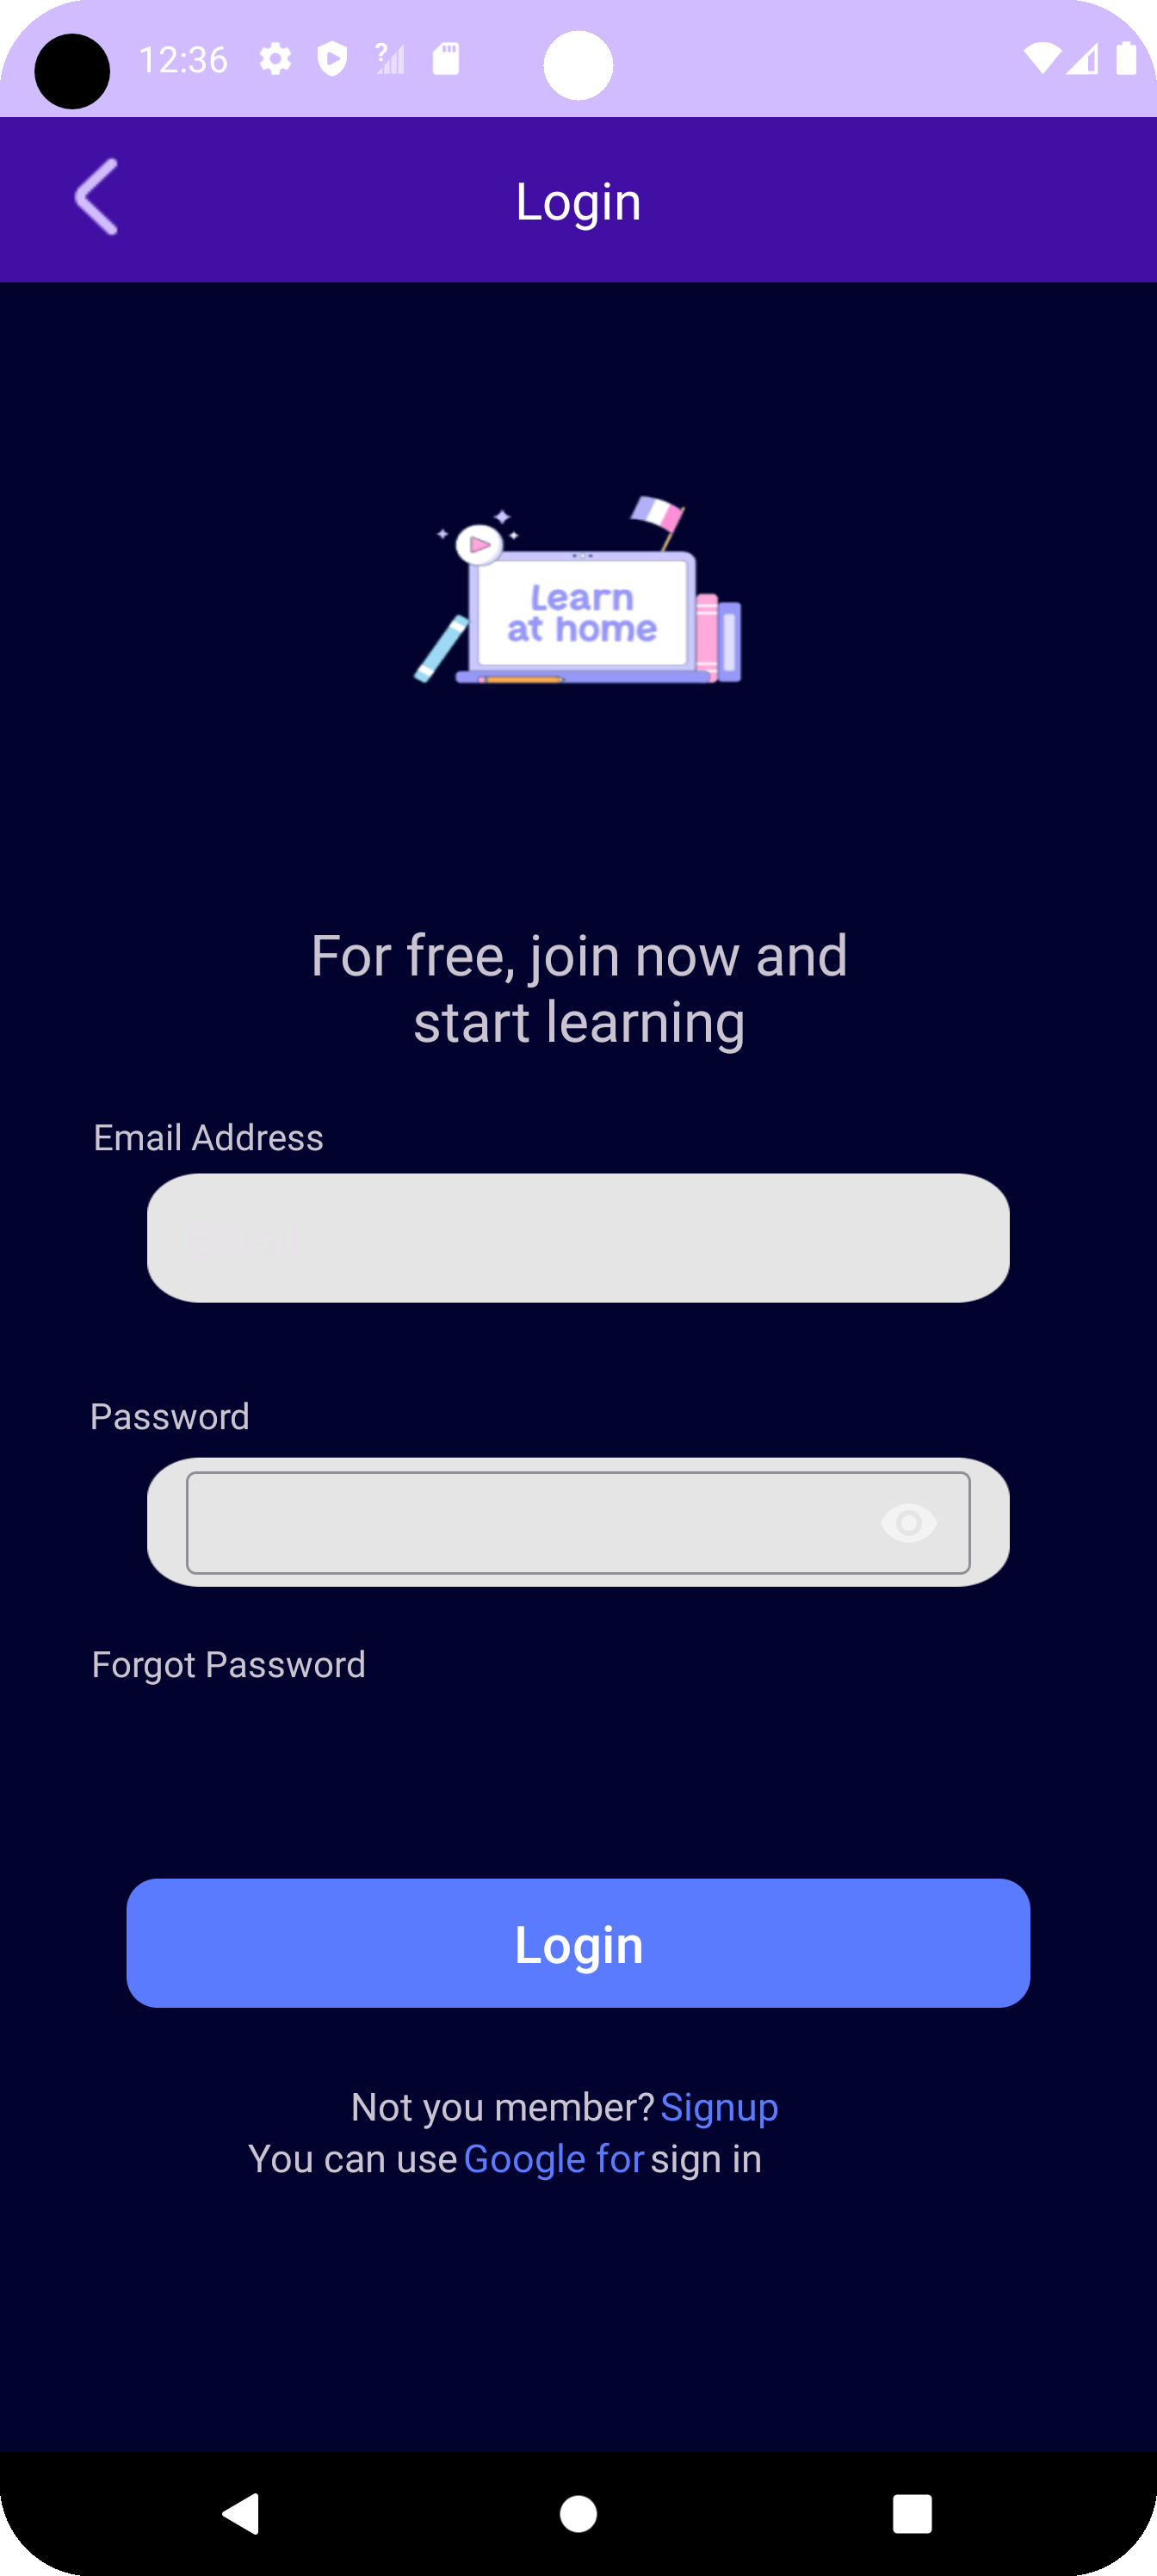 12:36
Login
Learn
at home
For free, join now and
start learning
Email Address
Password
Forgot Password
Login
Not you member? Signup
You can use Google for sign in